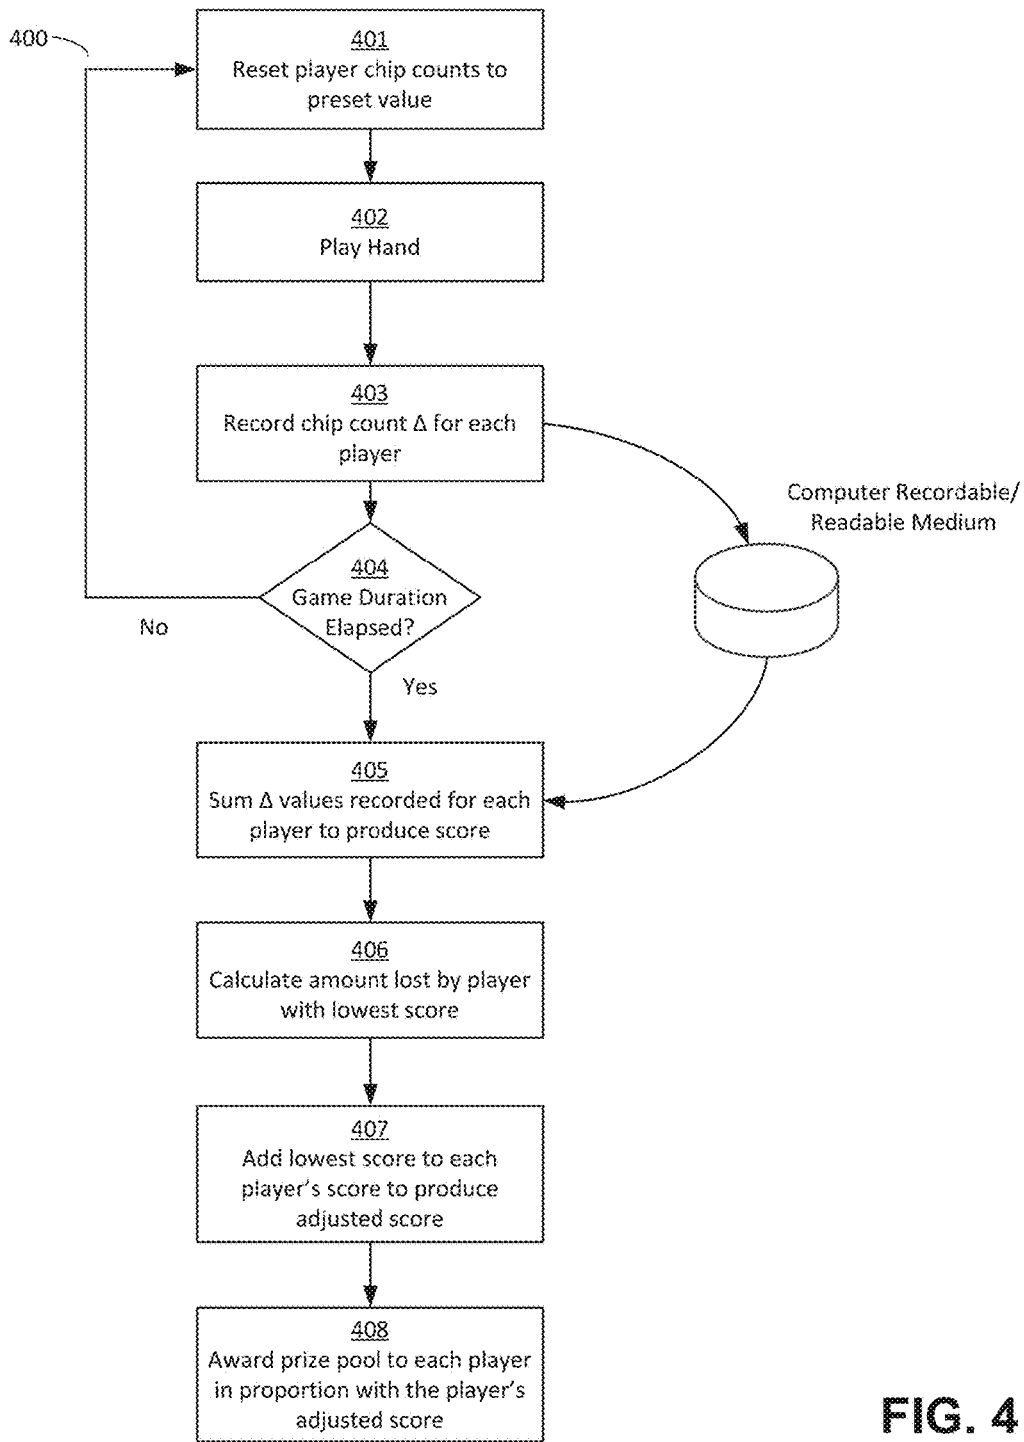 400
401
Reset player chip counts to
preset value
402
Play Hand
403
Record chip count Δ for each
player
Computer Recordable/
Readable Medium
404
Game Duration
Elapsed?
No
Yes
405
Sum Δ values recorded for each
player to produce score
406
Calculate amount lost by player
with lowest score
407
Add lowest score to each
player's score to produce
adjusted score
408
Award prize pool to each player
in proportion with the player's
adjusted score
FIG. 4